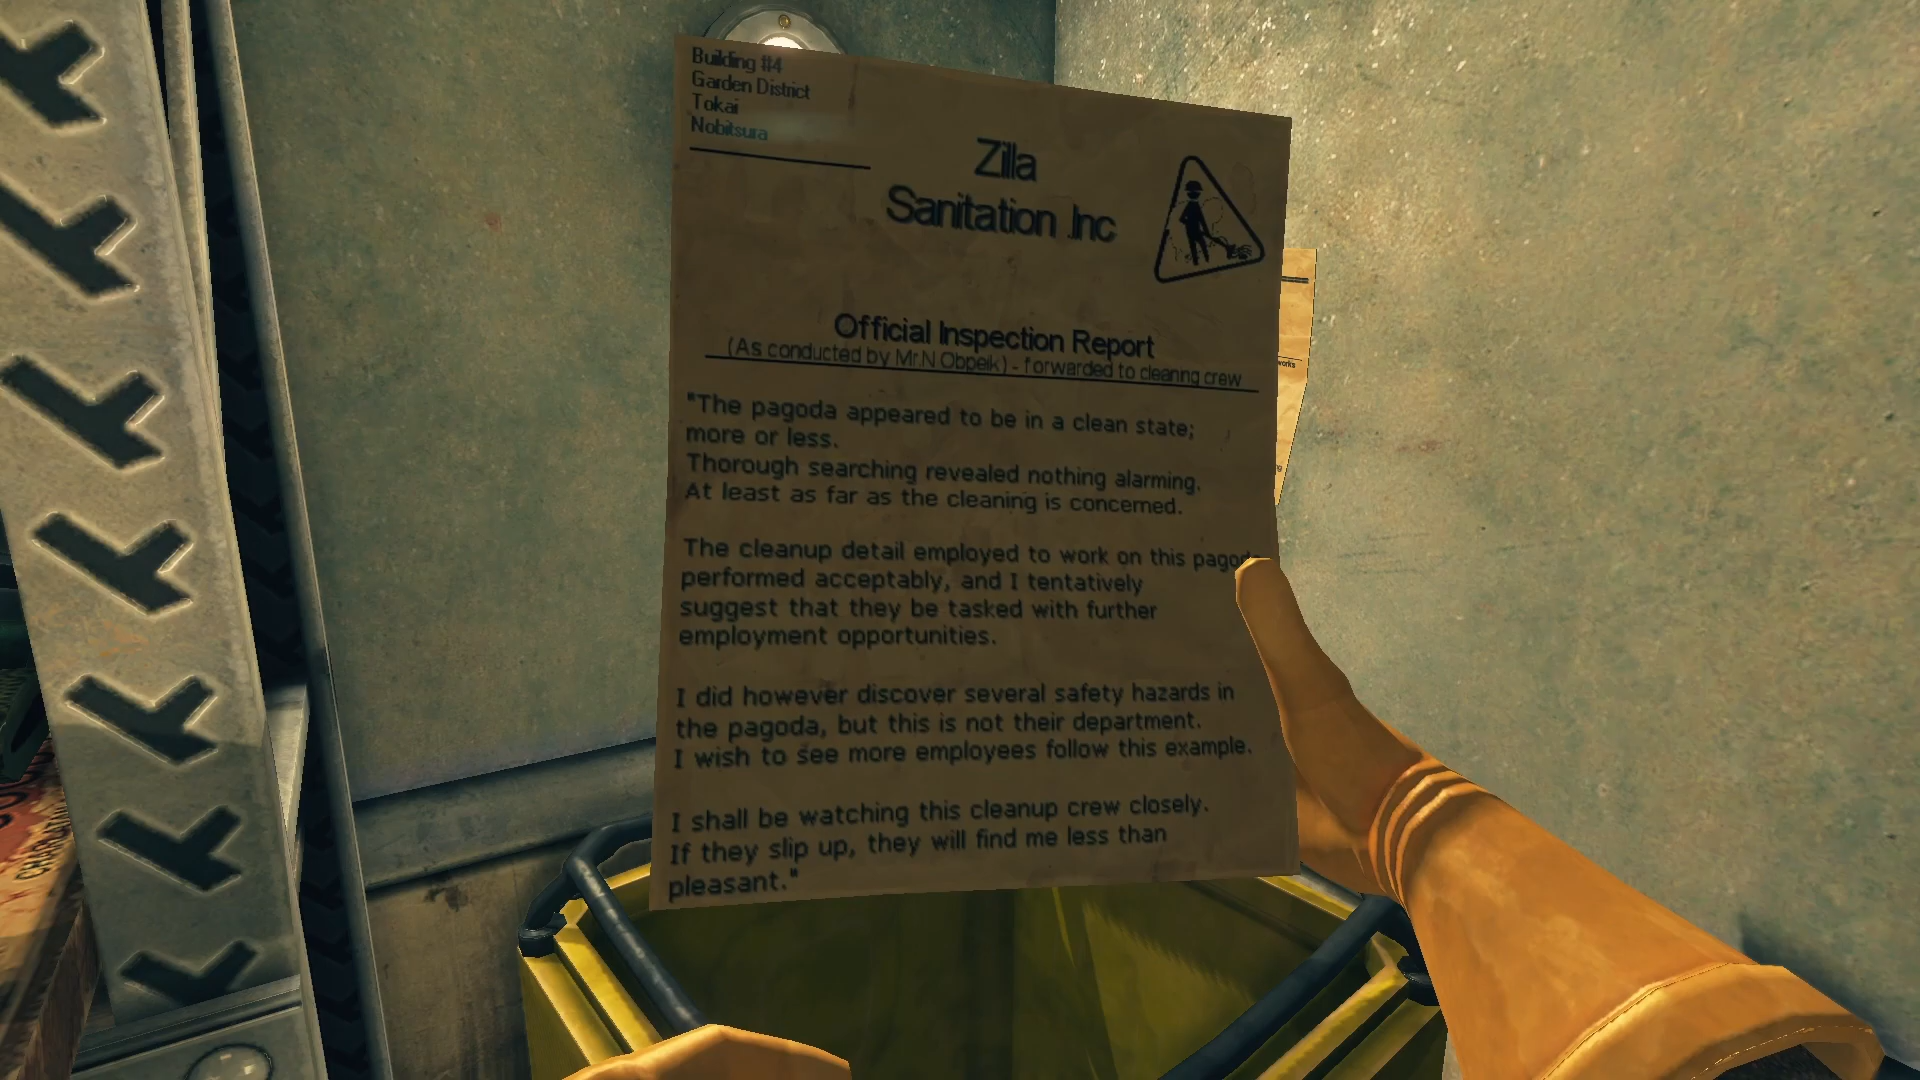 Building #4
Garden District
Tokai
Nobitsura
Zilla
Sanitation Inc
Official Inspection Report
(As conducted by Mr.N Obpeik) - forwarded to cleaning crew
"The pagoda appeared to be in a clean state;
more or less.
Thorough searching revealed nothing alarming.
At least as far as the cleaning is concerned.
The cleanup detail employed to work on this
performed acceptably, and I tentatively
suggest that they be tasked with further
employment opportunities.
I did however discover several safety hazards in
the pagoda, but this is not their department.
I wish to see more employees follow this example.
I shall be watching this cleanup crew closely.
If they slip up, they will find me less than
pleasant."